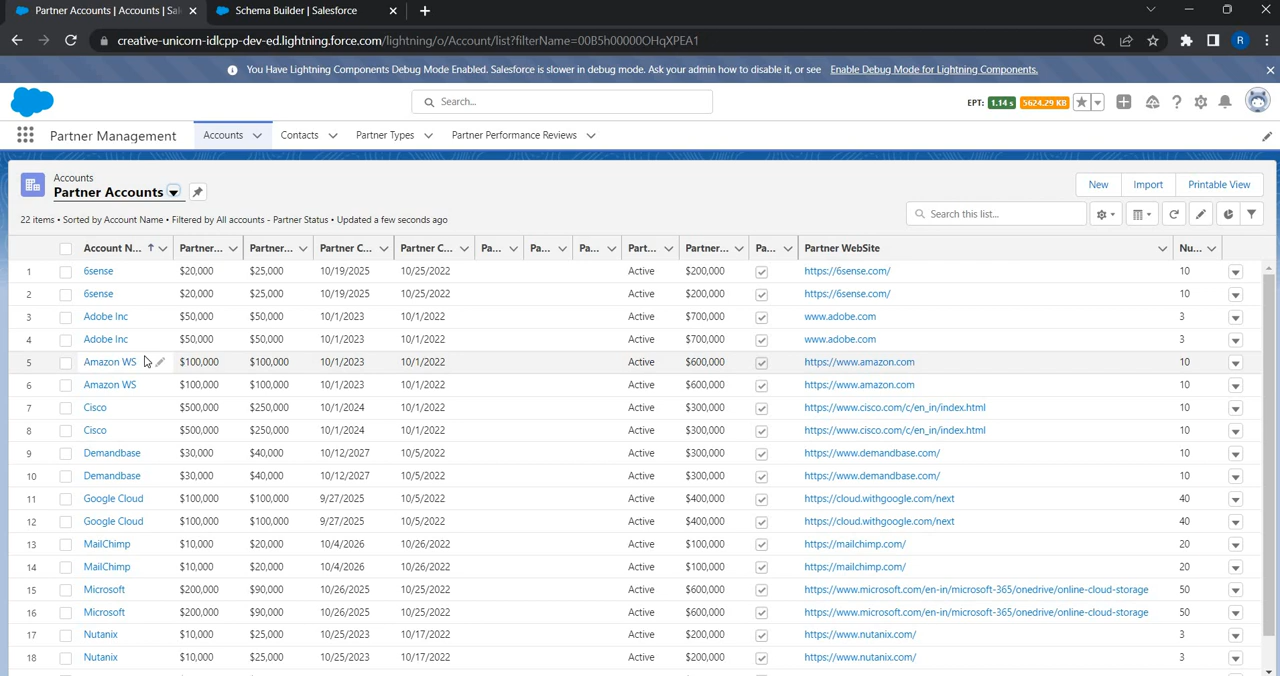 Partner Accounts | Accounts | Sal
Schema Builder | Salesforce
creative-unicorn-idlcpp-dev-ed.lightning.force.com/lightning/o/Account/list?filterName=00B5h00000OHqXPEA1
R
You Have Lightning Components Debug Mode Enabled. Salesforce is slower in debug mode. Ask your admin how to disable it, or see Enable Debug Mode for Lightning Components.
Search...
EPT: 1.14 s 5624.29 KB
Partner Management Accounts Contacts Partner Types Partner Performance Reviews
Accounts
Partner Accounts
New Import Printable View
22 items • Sorted by Account Name • Filtered by All accounts - Partner Status • Updated a few seconds ago
Search this list...
Account N... Partner... Partner... Partner C... Partner C... Pa... Pa... Pa... Part... Partner... Pa... Partner WebSite Nu...
1 6sense $20,000 $25,000 10/19/2025 10/25/2022 Active $200,000 https://6sense.com/ 10
2 6sense $20,000 $25,000 10/19/2025 10/25/2022 Active $200,000 https://6sense.com/ 10
3 Adobe Inc $50,000 $50,000 10/1/2023 10/1/2022 Active $700,000 www.adobe.com 3
4 Adobe Inc $50,000 $50,000 10/1/2023 10/1/2022 Active $700,000 www.adobe.com 3
5 Amazon WS $100,000 $100,000 10/1/2023 10/1/2022 Active $600,000 https://www.amazon.com 10
6 Amazon WS $100,000 $100,000 10/1/2023 10/1/2022 Active $600,000 https://www.amazon.com 10
7 Cisco $500,000 $250,000 10/1/2024 10/1/2022 Active $300,000 https://www.cisco.com/c/en_in/index.html 10
8 Cisco $500,000 $250,000 10/1/2024 10/1/2022 Active $300,000 https://www.cisco.com/c/en_in/index.html 10
9 Demandbase $30,000 $40,000 10/12/2027 10/5/2022 Active $300,000 https://www.demandbase.com/ 10
10 Demandbase $30,000 $40,000 10/12/2027 10/5/2022 Active $300,000 https://www.demandbase.com/ 10
11 Google Cloud $100,000 $100,000 9/27/2025 10/5/2022 Active $400,000 https://cloud.withgoogle.com/next 40
12 Google Cloud $100,000 $100,000 9/27/2025 10/5/2022 Active $400,000 https://cloud.withgoogle.com/next 40
13 MailChimp $10,000 $20,000 10/4/2026 10/26/2022 Active $100,000 https://mailchimp.com/ 20
14 MailChimp $10,000 $20,000 10/4/2026 10/26/2022 Active $100,000 https://mailchimp.com/ 20
15 Microsoft $200,000 $90,000 10/26/2025 10/25/2022 Active $600,000 https://www.microsoft.com/en-in/microsoft-365/onedrive/online-cloud-storage 50
16 Microsoft $200,000 $90,000 10/26/2025 10/25/2022 Active $600,000 https://www.microsoft.com/en-in/microsoft-365/onedrive/online-cloud-storage 50
17 Nutanix $10,000 $25,000 10/25/2023 10/17/2022 Active $200,000 https://www.nutanix.com/ 3
18 Nutanix $10,000 $25,000 10/25/2023 10/17/2022 Active $200,000 https://www.nutanix.com/ 3